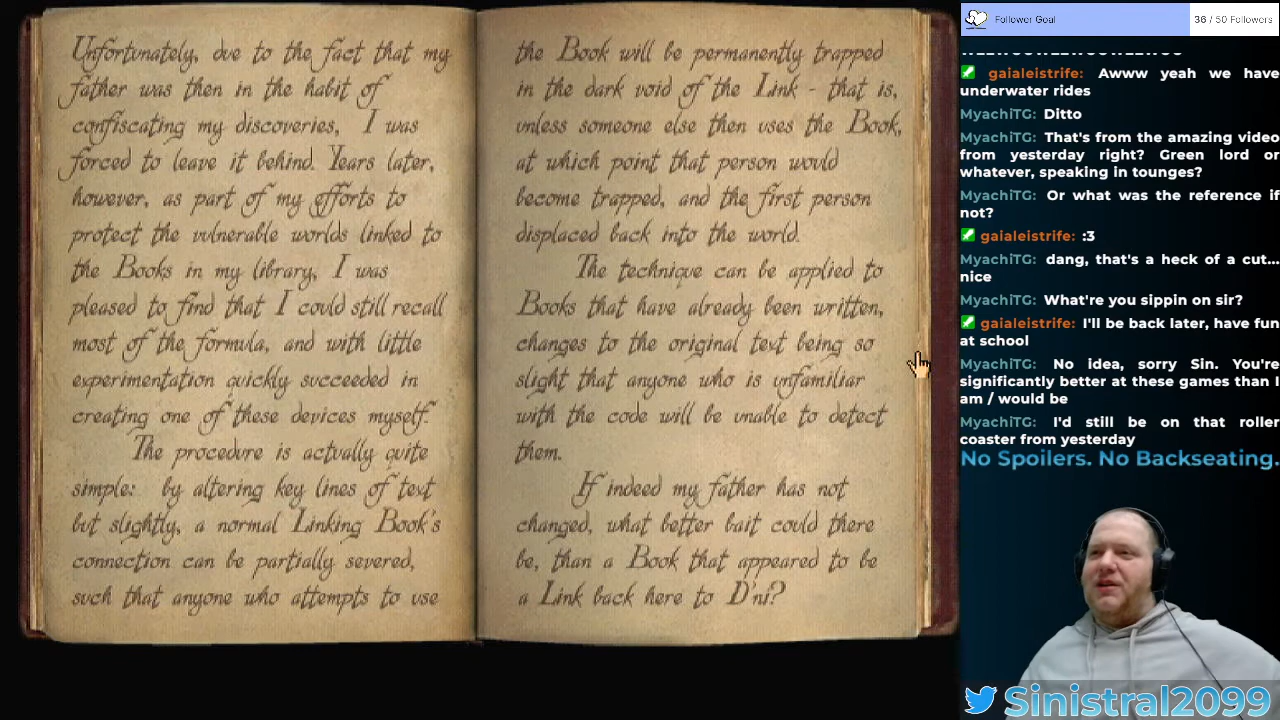 Unfortunately, due to the fact that my
father was then in the habit of
confiscating my discoveries, I was
forced to leave it behind. Years later,
however, as part of my efforts to
protect the vulnerable worlds linked to
the Books in my library, I was
pleased to find that I could still recall
most of the formula, and with little
experimentation quickly succeeded in
creating one of these devices myself.
The procedure is actually quite
simple: by altering key lines of text
but slightly, a normal Linking Book's
connection can be partially severed,
such that anyone who attempts to use
the Book will be permanently trapped
in the dark void of the Link - that is,
unless someone else then uses the Book,
at which point that person would
become trapped, and the first person
displaced back into the world.
The technique can be applied to
Books that have already been written,
changes to the original text being so
slight that anyone who is unfamiliar
with the code will be unable to detect
them.
If indeed my father has not
changed, what better bait could there
be, than a Book that appeared to be
a Link back here to D'ni?
Follower Goal
36 / 50 Followers
gaialeistrife: Awww yeah we have
underwater rides
MyachiTG: Ditto
MyachiTG: That's from the amazing video
from yesterday right? Green lord or
whatever, speaking in tounges?
MyachiTG: Or what was the reference if
not?
gaialeistrife: :3
MyachiTG: dang, that's a heck of a cut...
nice
MyachiTG: What're you sippin on sir?
gaialeistrife: I'll be back later, have fun
at school
MyachiTG: No idea, sorry Sin. You're
significantly better at these games than I
am / would be
MyachiTG: I'd still be on that roller
coaster from yesterday
No Spoilers. No Backseating.
Sinistral2099